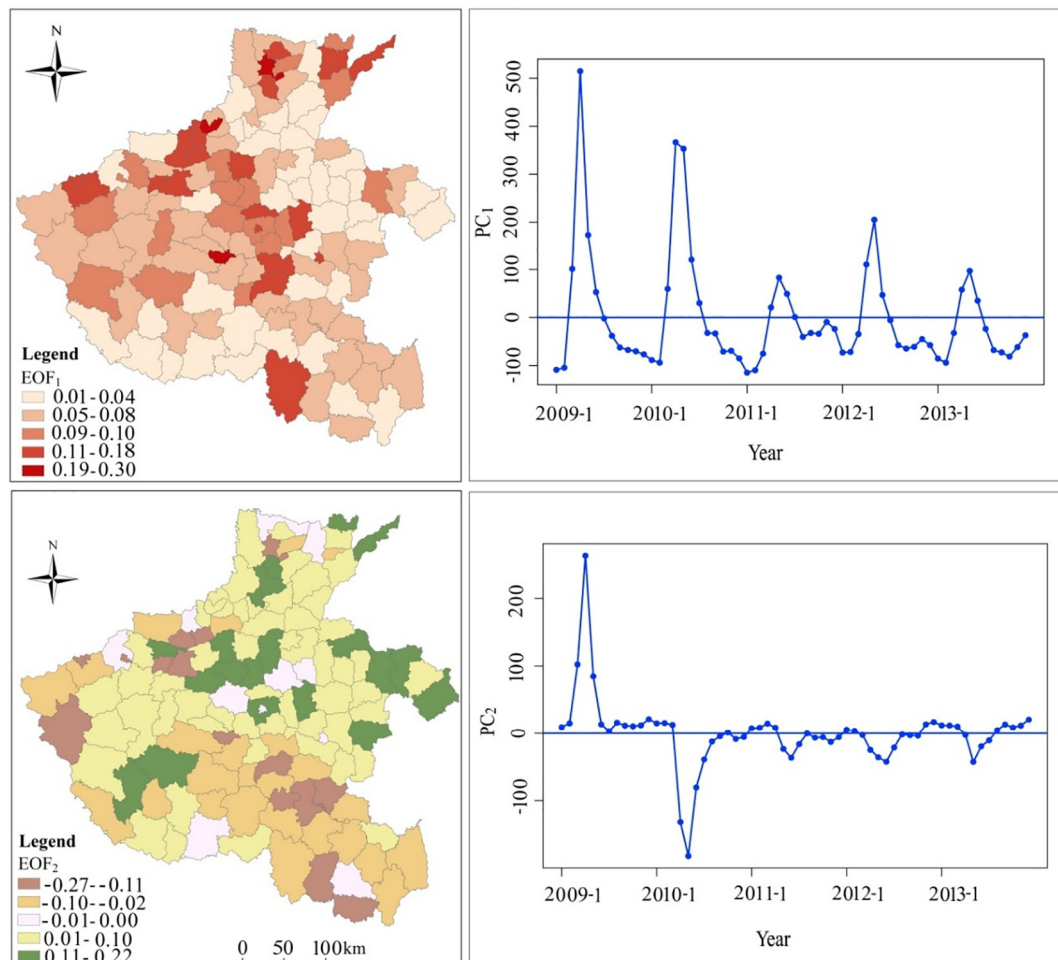 N
Legend
EOF₁
0.01-0.04
0.05-0.08
0.09-0.10
0.11-0.18
0.19-0.30
PC₁
500
400
300
200
100
0
-100
2009-1 2010-1 2011-1 2012-1 2013-1
Year
N
Legend
EOF₂
-0.27--0.11
-0.10--0.02
-0.01-0.00
0.01-0.10
0.11-0.22
0 50 100km
PC₂
200
100
0
-100
2009-1 2010-1 2011-1 2012-1 2013-1
Year